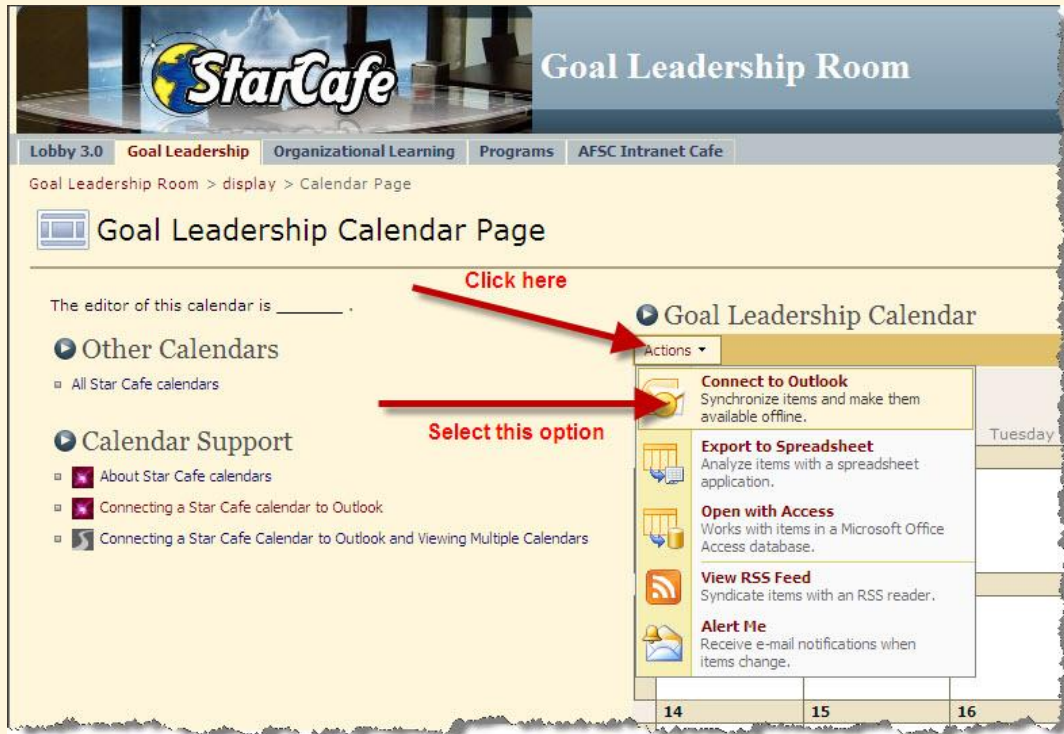 StarCafe
Goal Leadership Room
Lobby 3.0 Goal Leadership Organizational Learning Programs AFSC Intranet Cafe
Goal Leadership Room > display > Calendar Page
Goal Leadership Calendar Page
Click here
The editor of this calendar is _______ .
Other Calendars
All Star Cafe calendars
Select this option
Calendar Support
About Star Cafe calendars
Connecting a Star Cafe calendar to Outlook
Connecting a Star Cafe Calendar to Outlook and Viewing Multiple Calendars
Goal Leadership Calendar
Actions
Connect to Outlook
Synchronize items and make them
available offline.
Tuesday
Export to Spreadsheet
Analyze items with a spreadsheet
application.
Open with Access
Works with items in a Microsoft Office
Access database.
View RSS Feed
Syndicate items with an RSS reader.
Alert Me
Receive e-mail notifications when
items change.
14 15 16